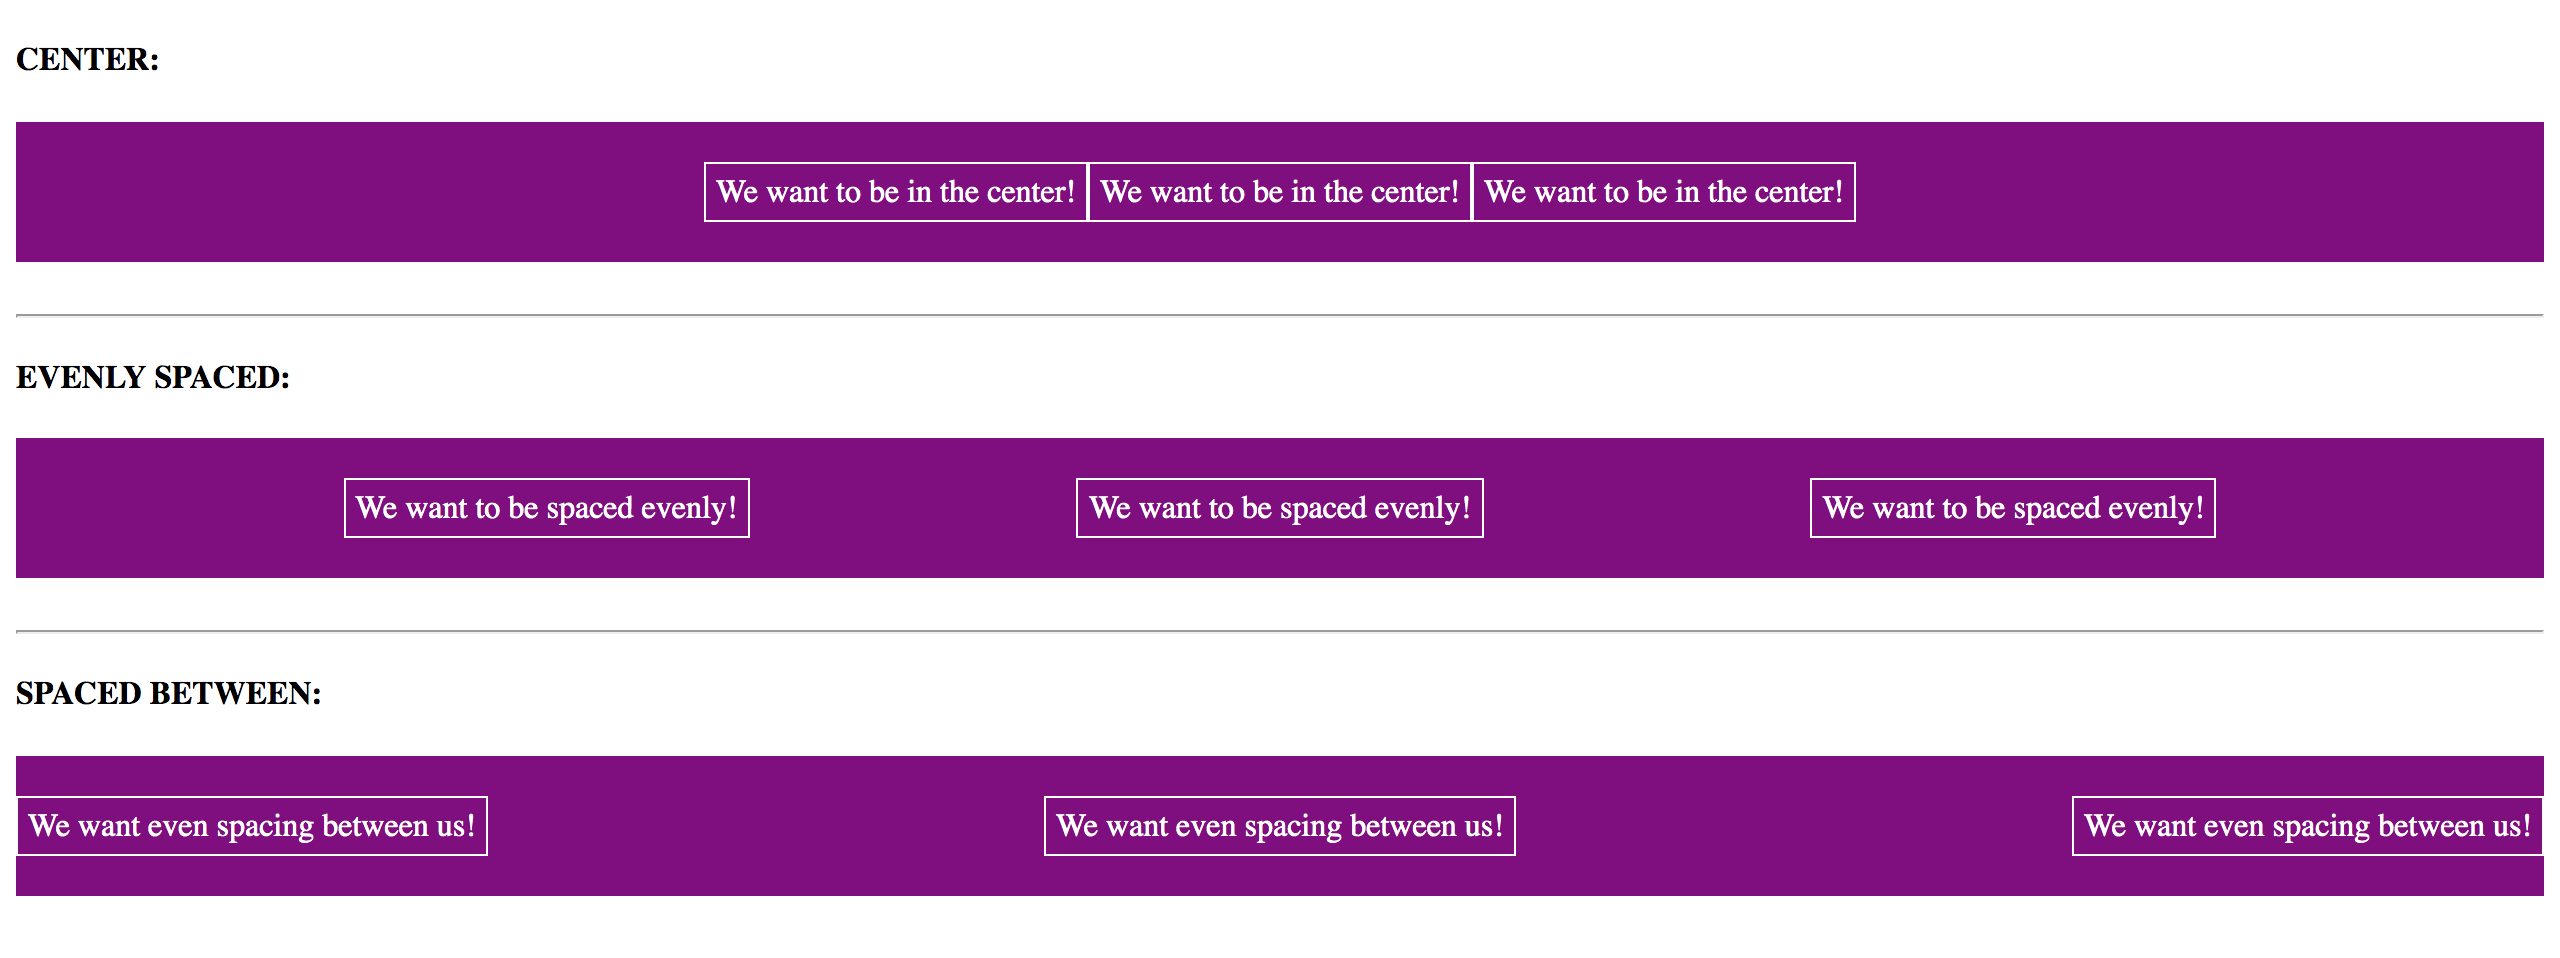 CENTER:
We want to be in the center! We want to be in the center! We want to be in the center!
EVENLY SPACED:
We want to be spaced evenly! We want to be spaced evenly! We want to be spaced evenly!
SPACED BETWEEN:
We want even spacing between us! We want even spacing between us! We want even spacing between us!